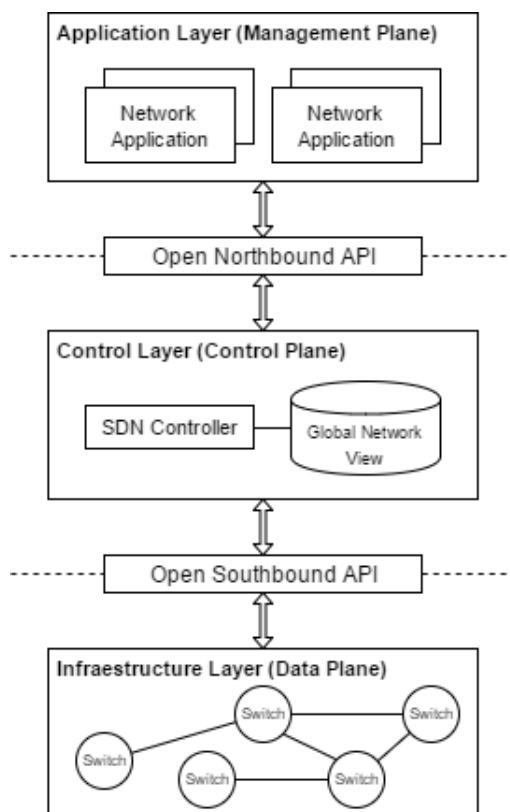 Application Layer (Management Plane)
Network
Application
Network
Application
Open Northbound API
Control Layer (Control Plane)
SDN Controller
Global Network
View
Open Southbound API
Infraestructure Layer (Data Plane)
Switch
Switch
Switch
Switch
Switch